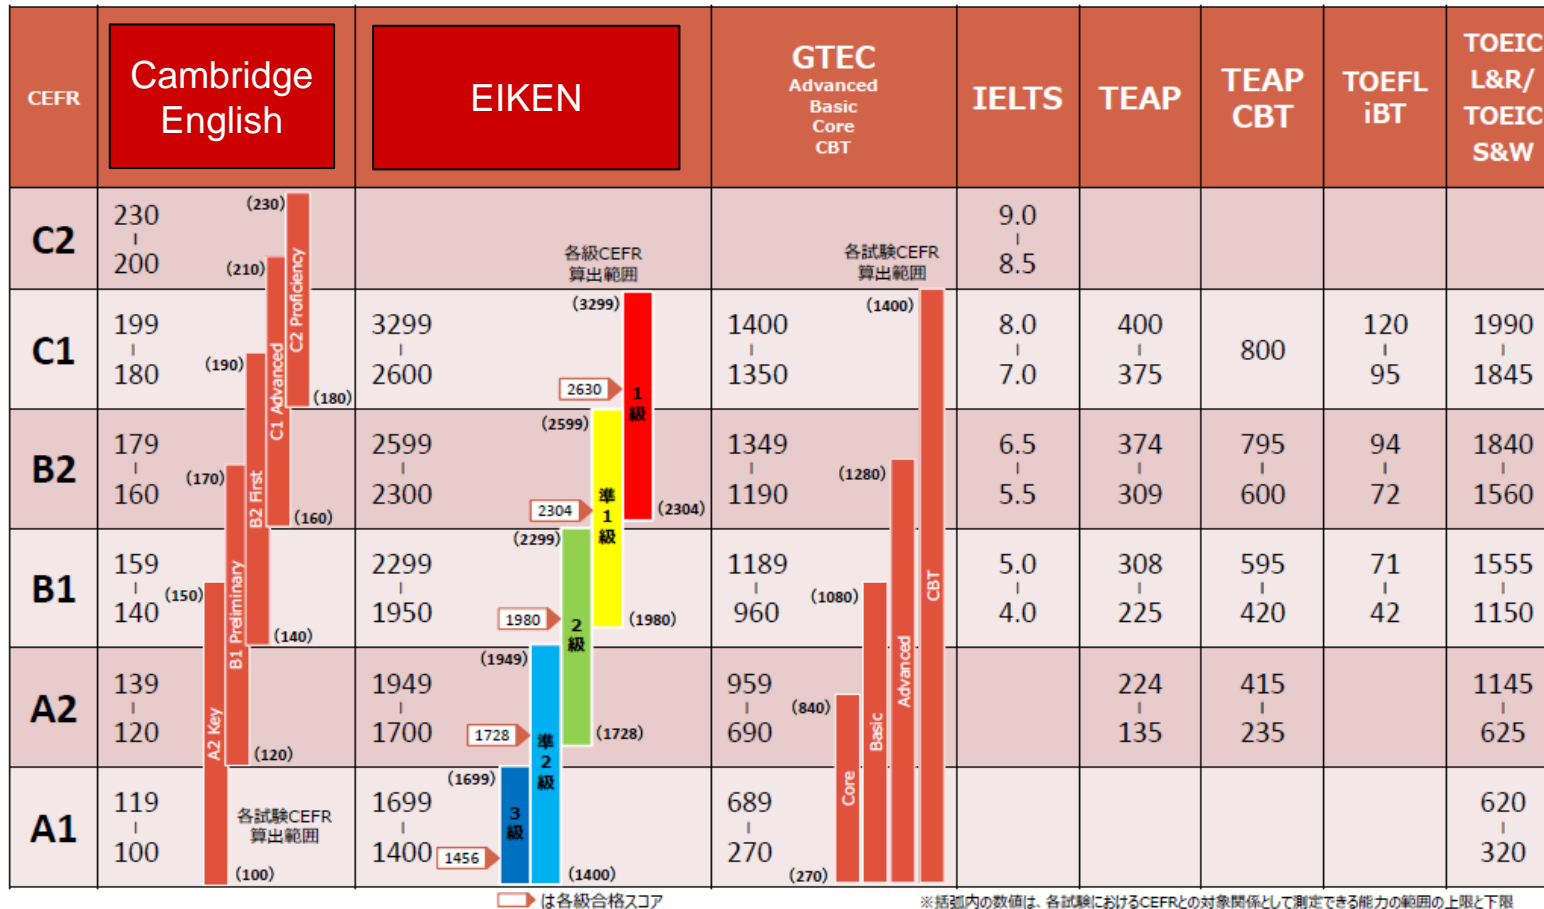 CEFR
Cambridge
English
EIKEN
GTEC
Advanced
Basic
Core
CBT
IELTS
TEAP
TEAP
CBT
TOEFL
iBT
TOEIC
L&R/
TOEIC
S&W
C2
230
200
(230)
(210)
C2 Proficiency
各級CEFR
算出範囲
各試験CEFR
算出範囲
9.0
8.5
C1
199
180
(190)
(180)
C1 Advanced
3299
2600
(3299)
2630
1級
1400
1350
(1400)
8.0
7.0
400
375
800
120
95
1990
1845
B2
179
160
(170)
(160)
B2 First
2599
2300
(2599)
2304
準1級
(2304)
1349
1190
(1280)
6.5
5.5
374
309
795
600
94
72
1840
1560
B1
159
140
(150)
(140)
B1 Preliminary
2299
1950
(2299)
1980
2級
(1980)
1189
960
(1080)
CBT
5.0
4.0
308
225
595
420
71
42
1555
1150
A2
139
120
(120)
A2 Key
1949
1700
(1949)
1728
準2級
(1728)
959
690
(840)
Basic
Advanced
224
135
415
235
1145
625
A1
119
100
各試験CEFR
算出範囲
(100)
1699
1400
(1699)
1456
3級
(1400)
689
270
(270)
Core
620
320
は各級合格スコア
※括弧内の数値は、各試験におけるCEFRとの対象関係として測定できる能力の範囲の上限と下限